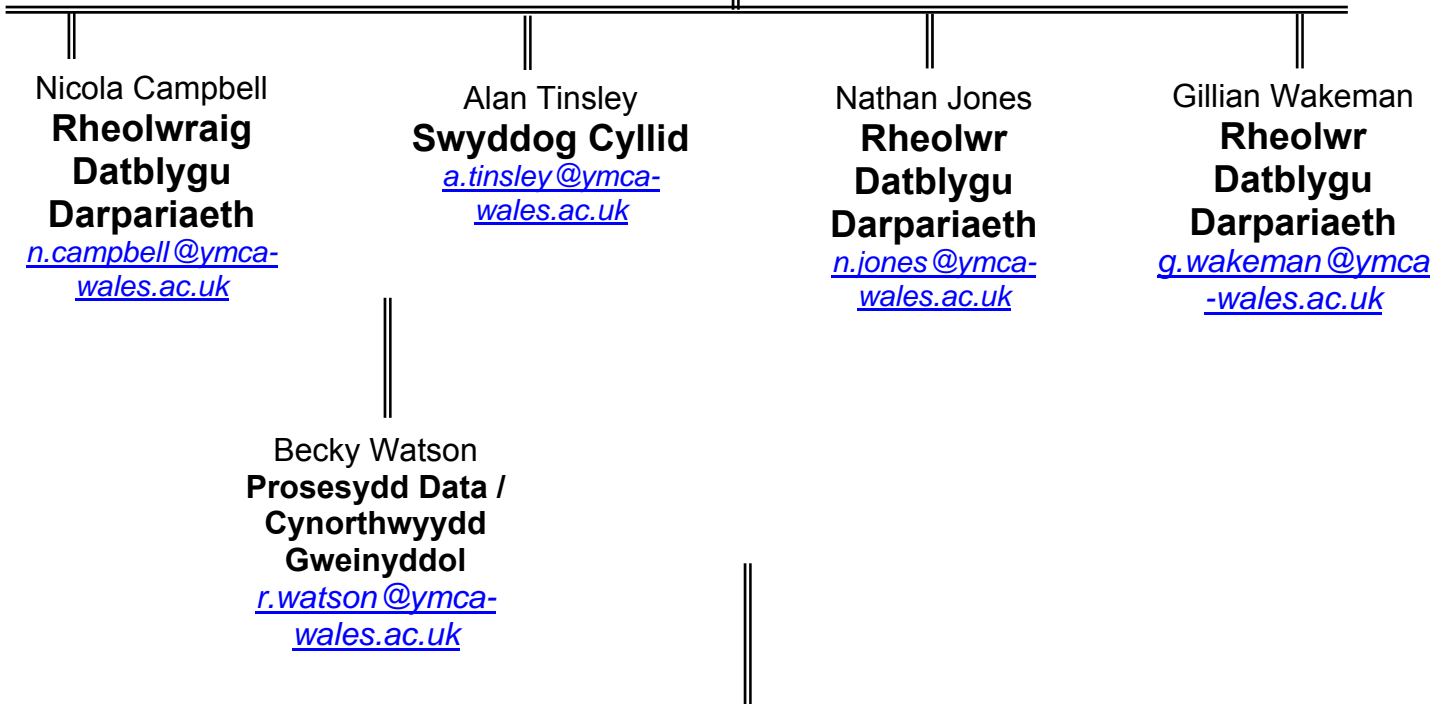 Nicola Campbell
Rheolwraig
Datblygu
Darpariaeth
n.campbell@ymca-
wales.ac.uk
Alan Tinsley
Swyddog Cyllid
a.tinsley@ymca-
wales.ac.uk
Nathan Jones
Rheolwr
Datblygu
Darpariaeth
n.jones@ymca-
wales.ac.uk
Gillian Wakeman
Rheolwr
Datblygu
Darpariaeth
g.wakeman@ymca
-wales.ac.uk
Becky Watson
Prosesydd Data /
Cynorthwyydd
Gweinyddol
r.watson@ymca-
wales.ac.uk